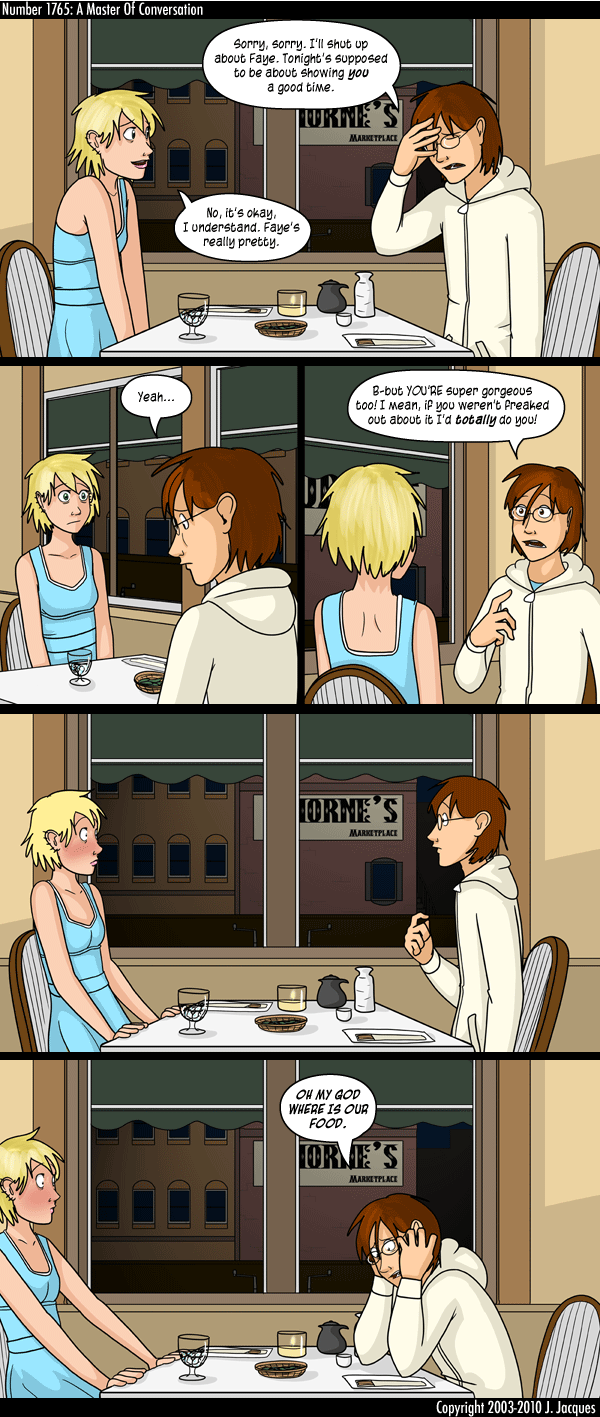 Number 1765: A Master Of Conversation
Sorry, sorry. I'll shut up
about Faye. Tonight's supposed
to be about showing you
a good time.
HORNE'S
MARKETPLACE
No, it's okay,
I understand. Faye's
really pretty.
Yeah...
B-but YOU'RE super gorgeous
too! I mean, if you weren't freaked
out about it I'd totally do you!
HORNE'S
MARKETPLACE
OH MY GOD
WHERE IS OUR
FOOD.
HORNE'S
MARKETPLACE
Copyright 2003-2010 J. Jacques